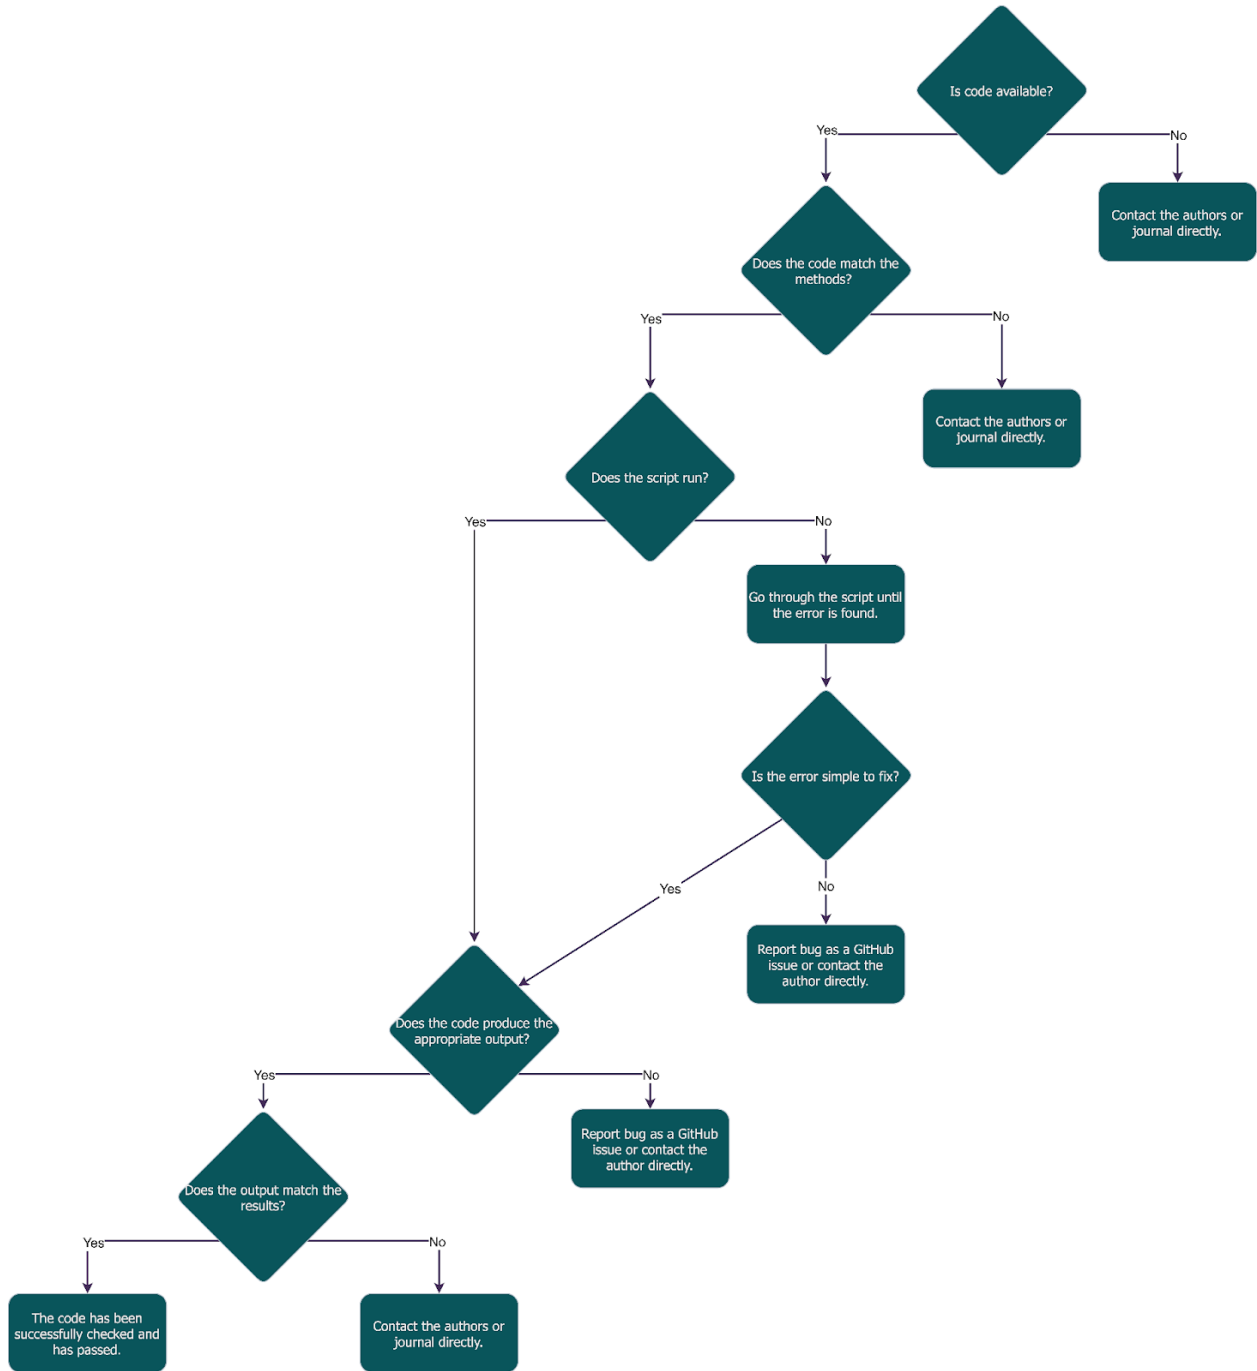 Is code available?
Yes
No
Contact the authors or
journal directly.
Does the code match the
methods?
Yes
No
Contact the authors or
journal directly.
Does the script run?
Yes
No
Go through the script until
the error is found.
Is the error simple to fix?
Yes
No
Report bug as a GitHub
issue or contact the
author directly.
Does the code produce the
appropriate output?
Yes
No
Report bug as a GitHub
issue or contact the
author directly.
Does the output match the
results?
Yes
No
The code has been
successfully checked and
has passed.
Contact the authors or
journal directly.